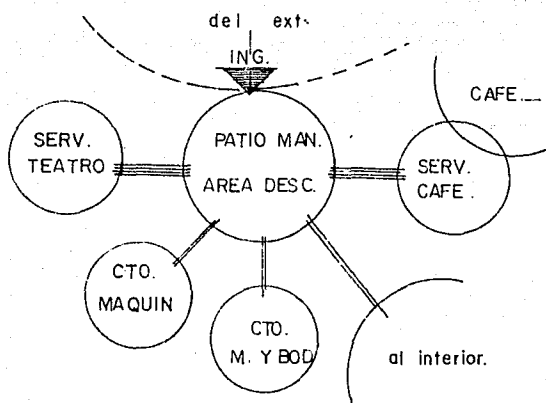 del ext.
ING.
CAFE.
SERV.
TEATRO
PATIO MAN.
AREA DESC.
SERV.
CAFE.
CTO.
MAQUIN
CTO.
M. Y BOD
al interior.